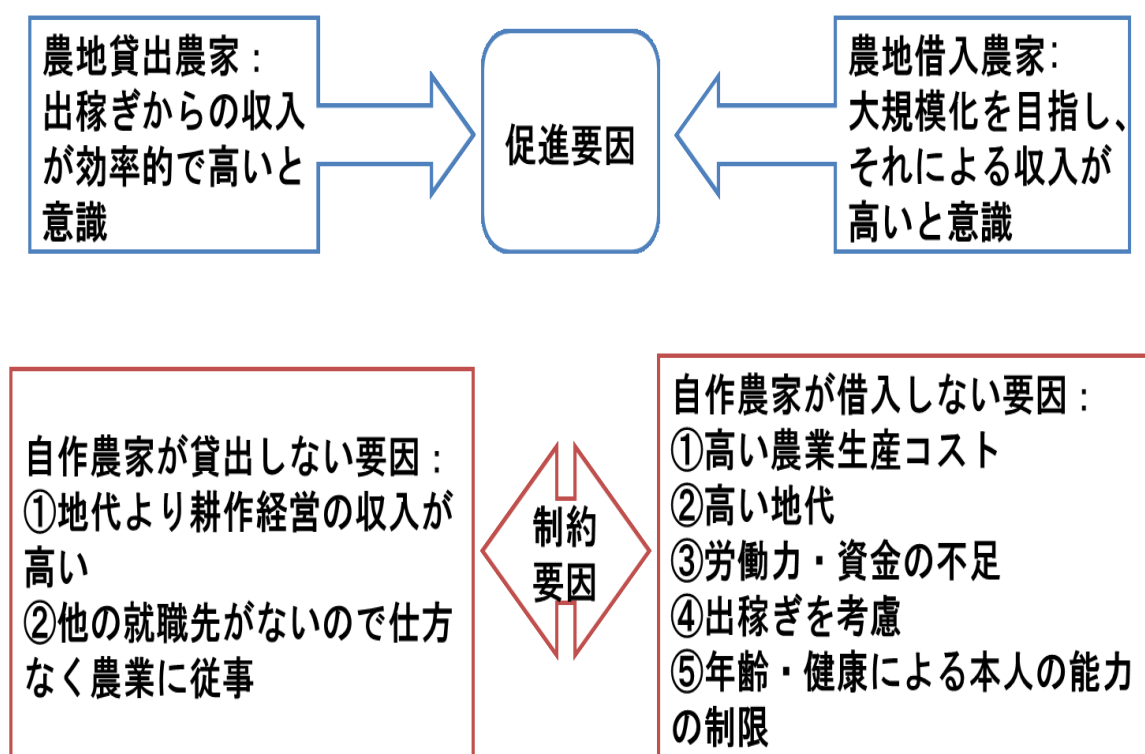 農地貸出農家：
出稼ぎからの収入
が効率的で高いと
意識
促進要因
農地借入農家：
大規模化を目指し、
それによる収入が
高いと意識
自作農家が貸出しない要因：
①地代より耕作経営の収入が
高い
②他の就職先がないので仕方
なく農業に従事
制約
要因
自作農家が借入しない要因：
①高い農業生産コスト
②高い地代
③労働力・資金の不足
④出稼ぎを考慮
⑤年齢・健康による本人の能力
の制限